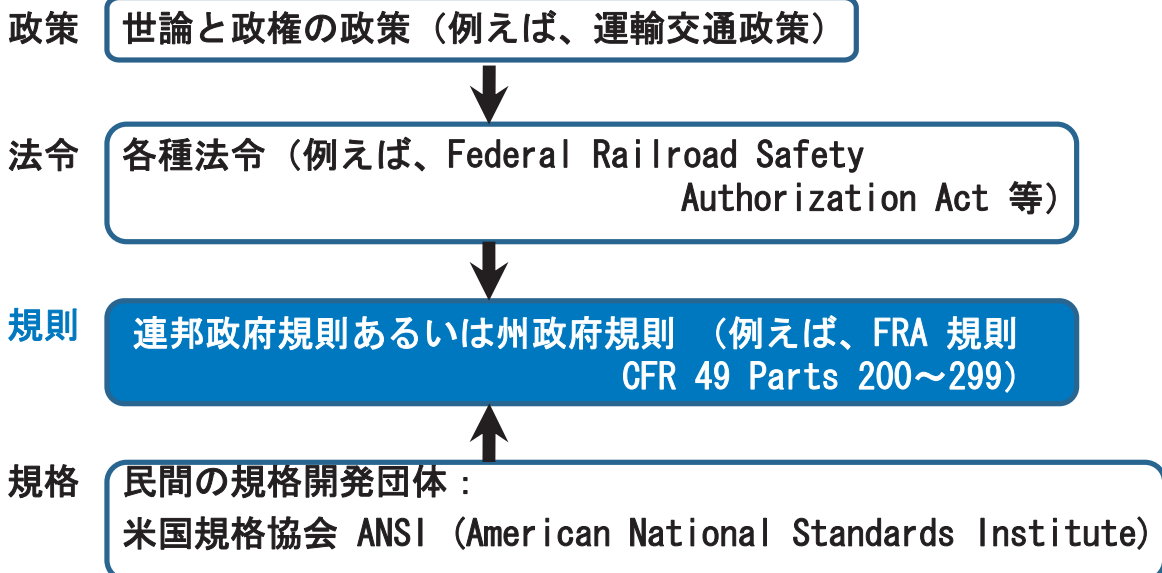 政策
世論と政権の政策（例えば、運輸交通政策）
法令
各種法令（例えば、Federal Railroad Safety
Authorization Act 等）
規則
連邦政府規則あるいは州政府規則 （例えば、FRA 規則
CFR 49 Parts 200～299）
規格
民間の規格開発団体：
米国規格協会 ANSI (American National Standards Institute)